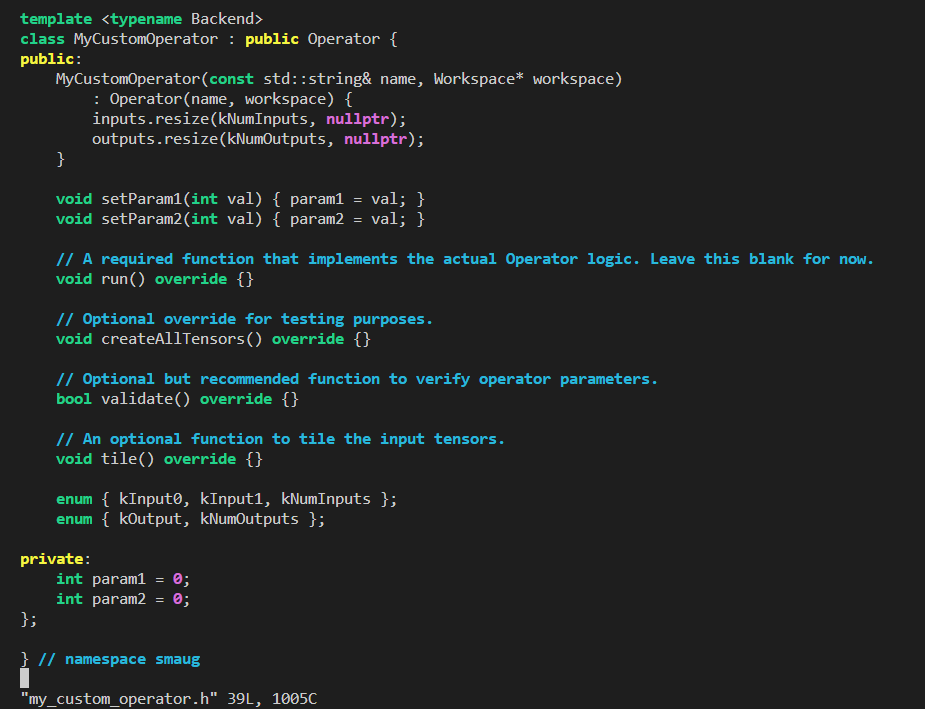 template <typename Backend>
class MyCustomOperator : public Operator {
public:
    MyCustomOperator(const std::string& name, Workspace* workspace)
        : Operator(name, workspace) {
        inputs.resize(kNumInputs, nullptr);
        outputs.resize(kNumOutputs, nullptr);
    }

    void setParam1(int val) { param1 = val; }
    void setParam2(int val) { param2 = val; }

    // A required function that implements the actual Operator logic. Leave this blank for now.
    void run() override {}

    // Optional override for testing purposes.
    void createAllTensors() override {}

    // Optional but recommended function to verify operator parameters.
    bool validate() override {}

    // An optional function to tile the input tensors.
    void tile() override {}

    enum { kInput0, kInput1, kNumInputs };
    enum { kOutput, kNumOutputs };

private:
    int param1 = 0;
    int param2 = 0;
};

} // namespace smaug
"my_custom_operator.h" 39L, 1005C